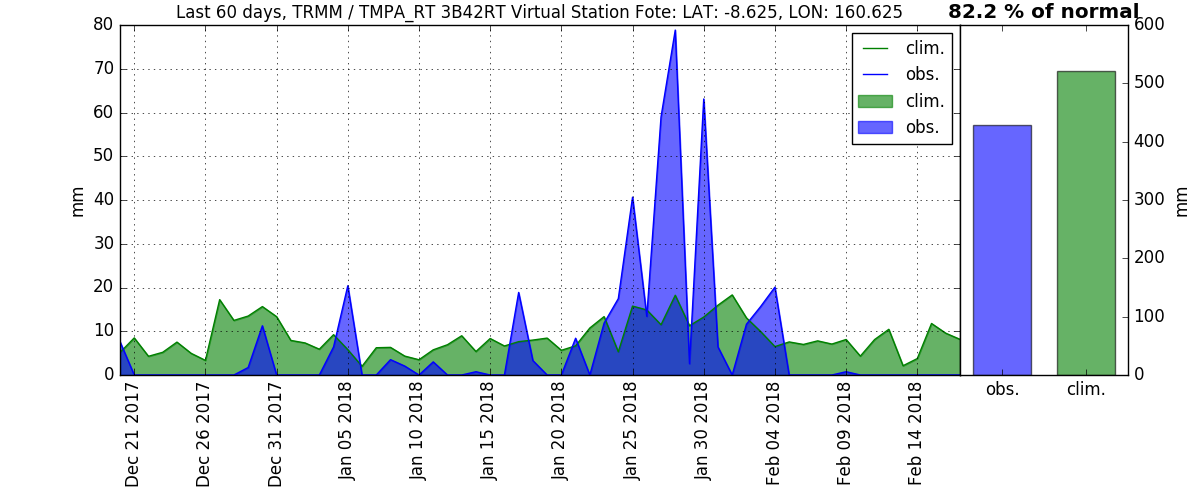 Last 60 days, TRMM / TMPA_RT 3B42RT Virtual Station Fote: LAT: -8.625, LON: 160.625
82.2 % of normal
80
70
60
50
40
30
20
10
0
mm
clim.
obs.
clim.
obs.
600
500
400
300
200
100
0
mm
obs.
clim.
Dec 21 2017
Dec 26 2017
Dec 31 2017
Jan 05 2018
Jan 10 2018
Jan 15 2018
Jan 20 2018
Jan 25 2018
Jan 30 2018
Feb 04 2018
Feb 09 2018
Feb 14 2018